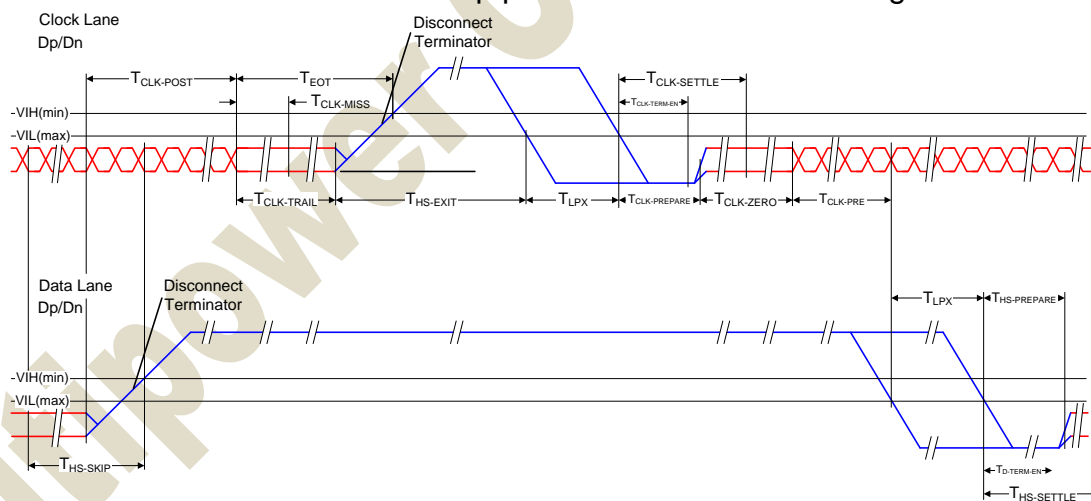 Clock Lane
Dp/Dn
Disconnect
Terminator
TCLK-POST
TEOT
TCLK-SETTLE
TCLK-MISS
TCLK-TERM-EN
VIH(min)
VIL(max)
TCLK-TRAIL
THS-EXIT
TLPX
TCLK-PREPARE
TCLK-ZERO
TCLK-PRE
Data Lane
Dp/Dn
Disconnect
Terminator
TLPX
THS-PREPARE
VIH(min)
VIL(max)
THS-SKIP
TD-TERM-EN
THS-SETTLE